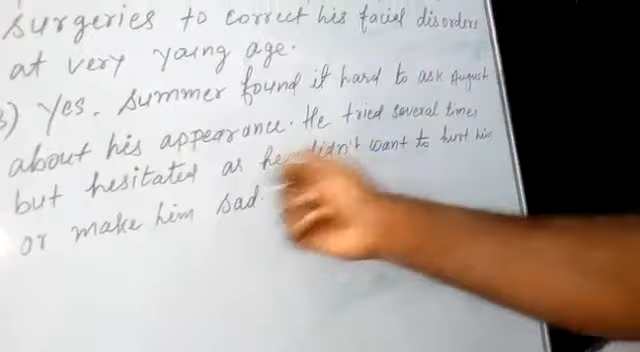 surgeries to correct his facial disorders
at very young age.
3) Yes. Summer found it hard to ask August
about his appearance. He tried several times
but hesitated as he didn't want to hurt him
or make him sad.